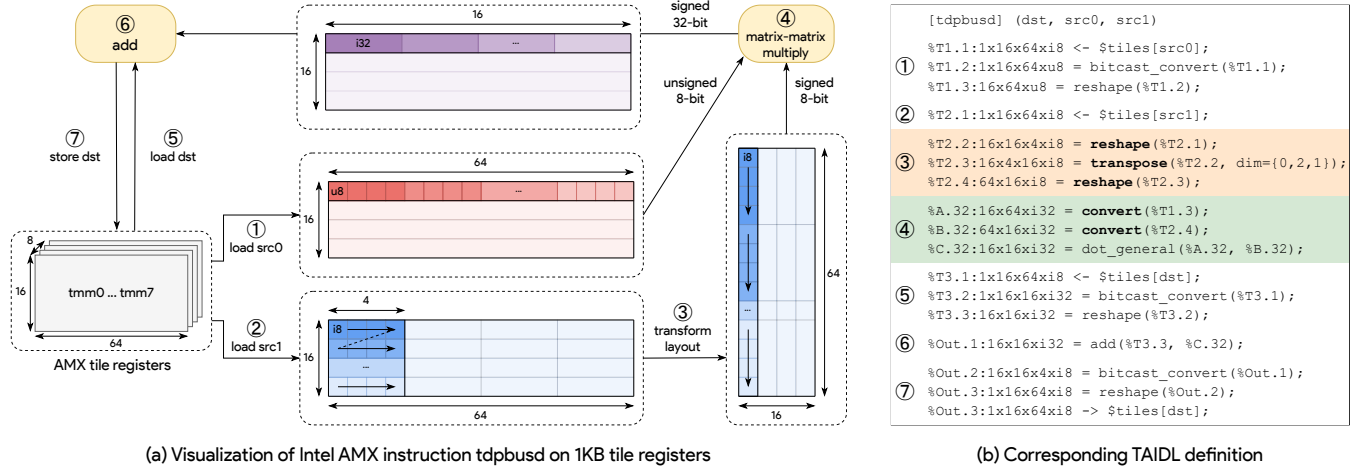 ⑥
add
16
i32
...
16
signed
32-bit
④
matrix-matrix
multiply
unsigned
8-bit
signed
8-bit
⑦
store dst
⑤
load dst
64
u8
...
16
①
load src0
8
16
tmm0 ... tmm7
64
AMX tile registers
②
load src1
4
i8
...
16
64
③
transform
layout
i8
...
64
16
(a) Visualization of Intel AMX instruction tdpbusd on 1KB tile registers
[tdpbusd] (dst, src0, src1)
①
%T1.1:1x16x64xi8 <- $tiles[src0];
%T1.2:1x16x64xu8 = bitcast_convert(%T1.1);
%T1.3:16x64xu8 = reshape(%T1.2);
②
%T2.1:1x16x64xi8 <- $tiles[src1];
③
%T2.2:16x16x4xi8 = reshape(%T2.1);
%T2.3:16x4x16xi8 = transpose(%T2.2, dim={0,2,1});
%T2.4:64x16xi8 = reshape(%T2.3);
④
%A.32:16x64xi32 = convert(%T1.3);
%B.32:64x16xi32 = convert(%T2.4);
%C.32:16x16xi32 = dot_general(%A.32, %B.32);
⑤
%T3.1:1x16x64xi8 <- $tiles[dst];
%T3.2:1x16x16xi32 = bitcast_convert(%T3.1);
%T3.3:16x16xi32 = reshape(%T3.2);
⑥
%Out.1:16x16xi32 = add(%T3.3, %C.32);
⑦
%Out.2:16x16x4xi8 = bitcast_convert(%Out.1);
%Out.3:1x16x64xi8 = reshape(%Out.2);
%Out.3:1x16x64xi8 -> $tiles[dst];
(b) Corresponding TAIDL definition